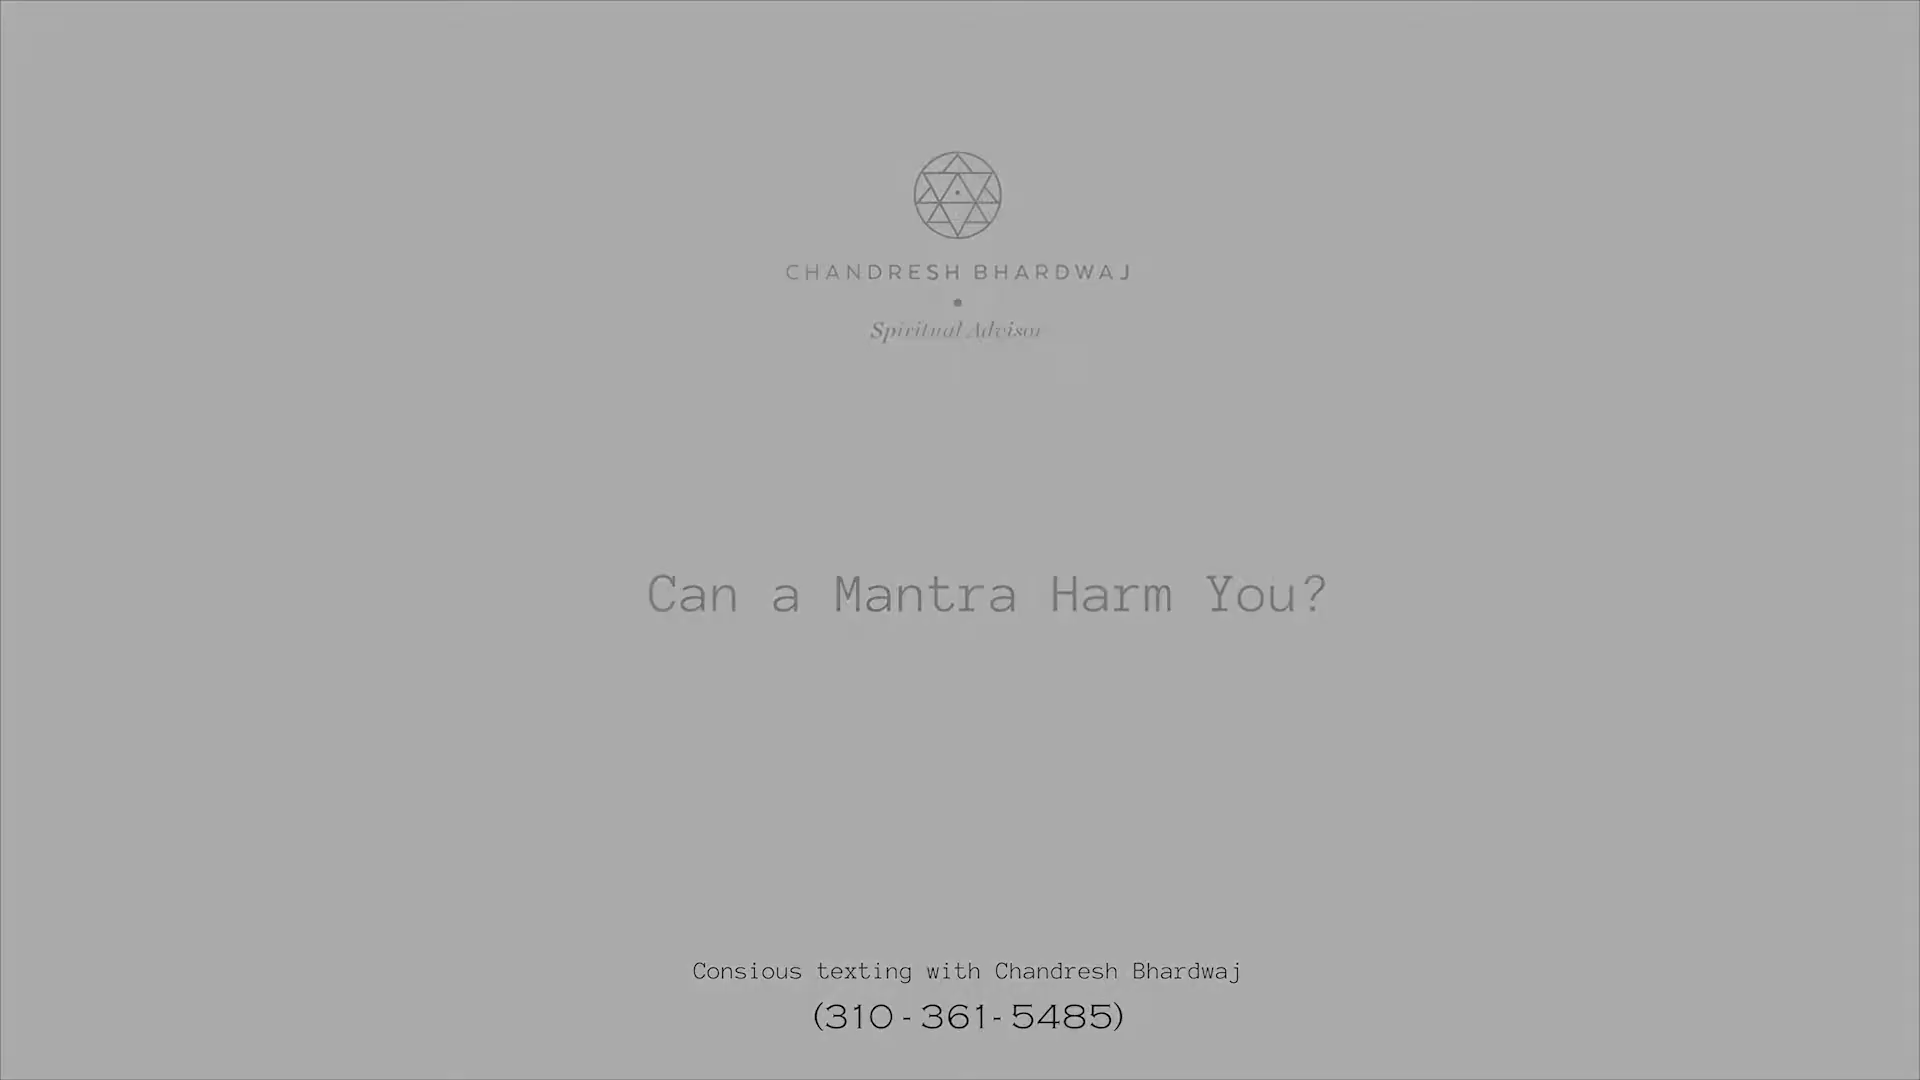 CHANDRESH BHARDWAJ
Spiritual Advisor
Can a Mantra Harm You?
Consious texting with Chandresh Bhardwaj
(310 - 361- 5485)